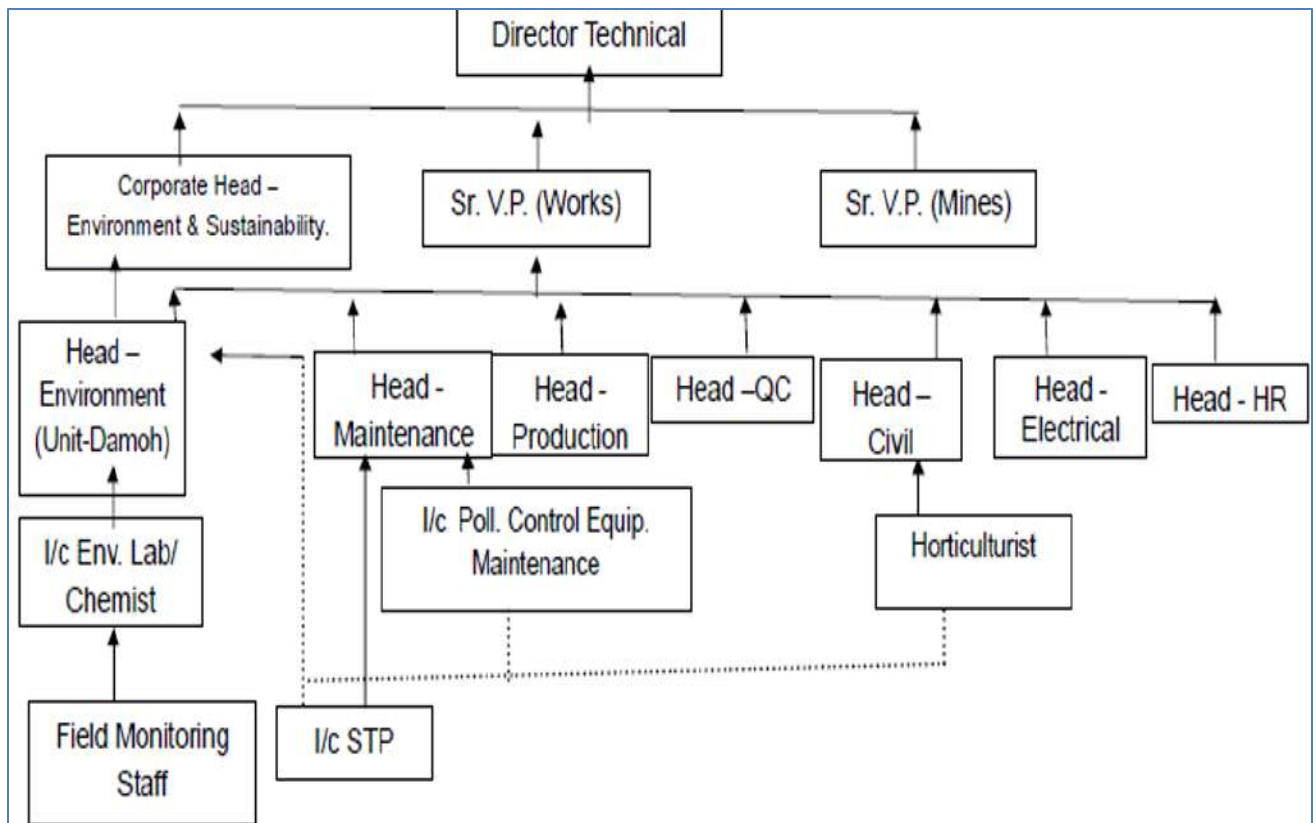 Director Technical
Corporate Head –
Environment & Sustainability.
Sr. V.P. (Works)
Sr. V.P. (Mines)
Head –
Environment
(Unit-Damoh)
Head -
Maintenance
Head -
Production
Head –QC
Head –
Civil
Head -
Electrical
Head - HR
I/c Env. Lab/
Chemist
I/c Poll. Control Equip.
Maintenance
Horticulturist
Field Monitoring
Staff
I/c STP